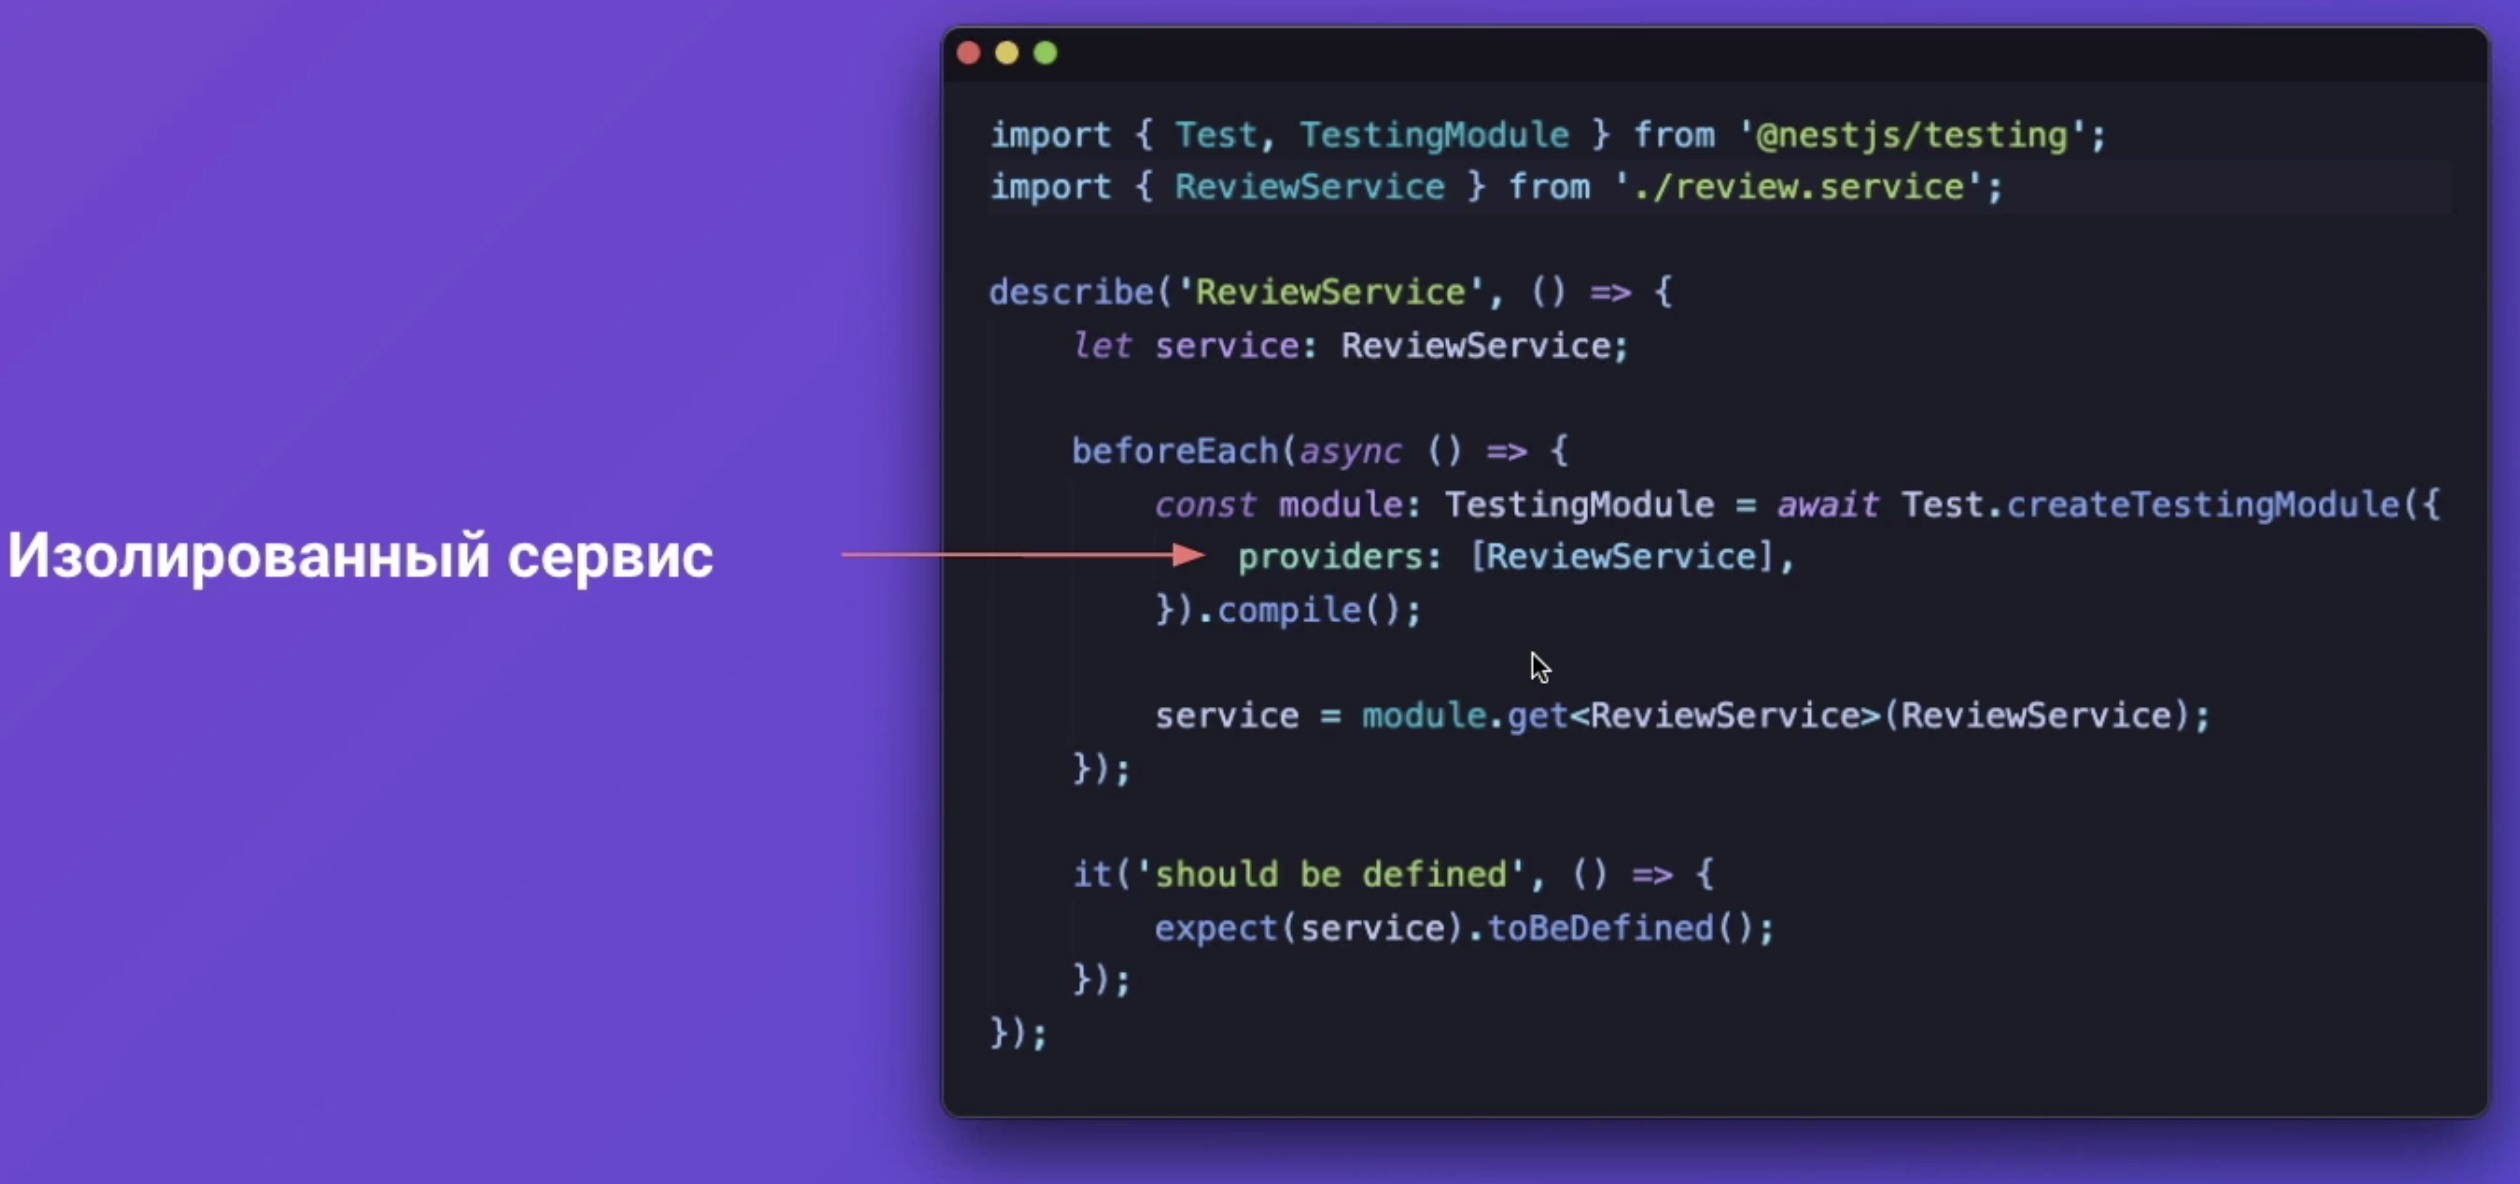 Изолированный сервис
import { Test, TestingModule } from '@nestjs/testing';
import { ReviewService } from './review.service';
describe('ReviewService', () => {
let service: ReviewService;
beforeEach(async () => {
const module: TestingModule = await Test.createTestingModule({
providers: [ReviewService],
}).compile();
service = module.get<ReviewService>(ReviewService);
});
it('should be defined', () => {
expect(service).toBeDefined();
});
});